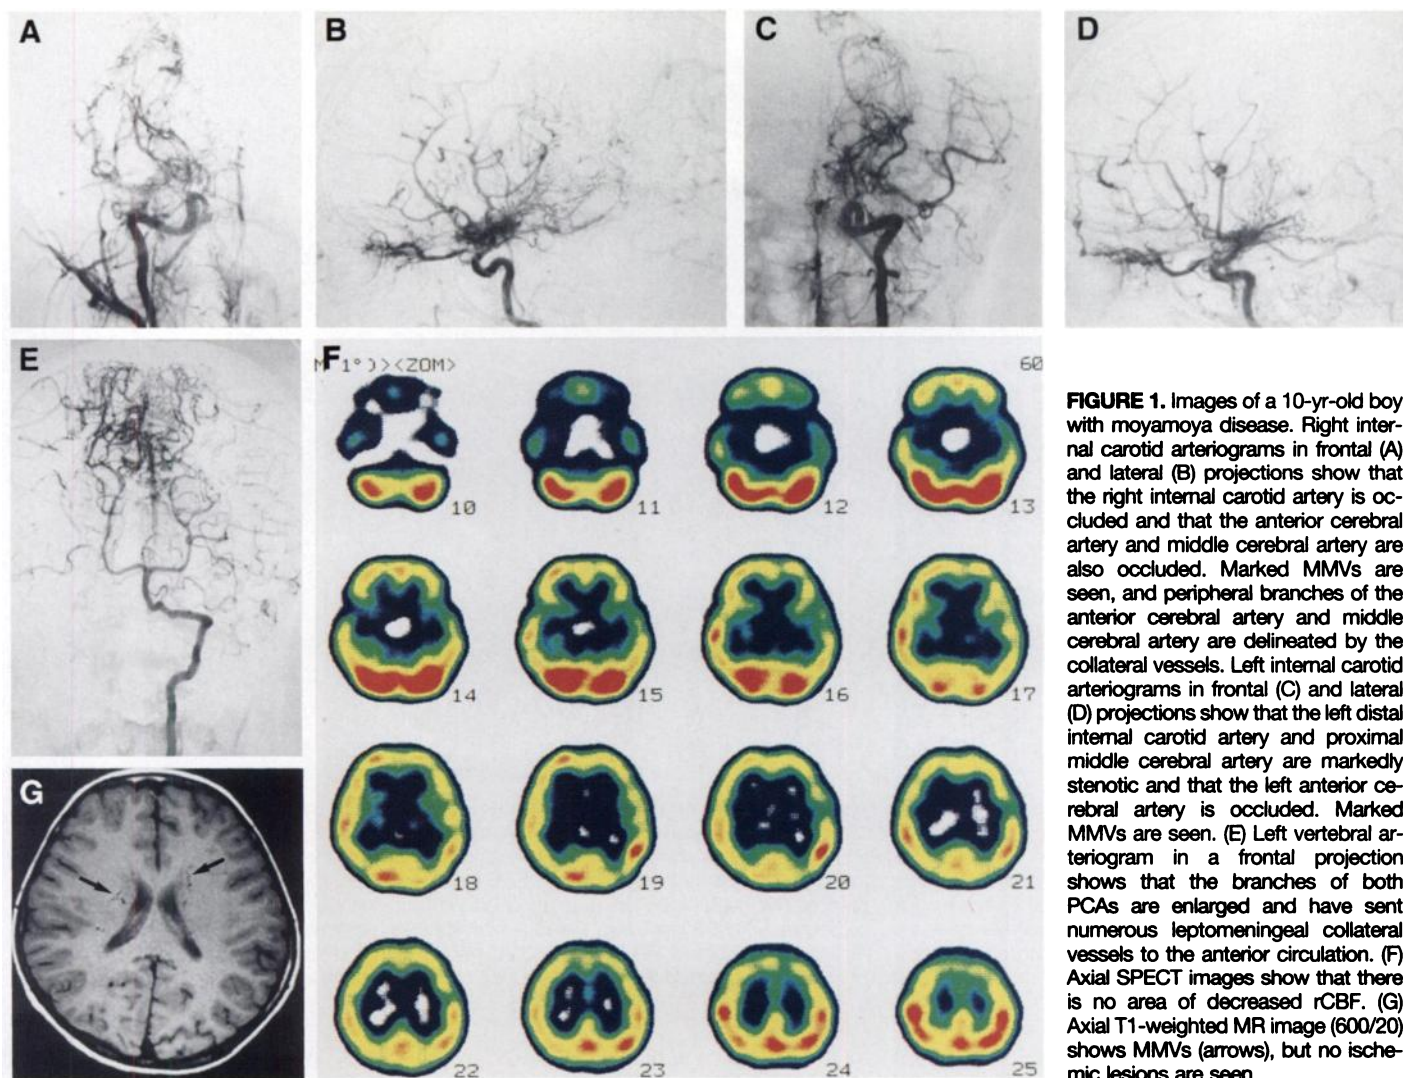 A
B
C
D
E
F
M 1°)><ZOM>
60
10
11
12
13
14
15
16
17
18
19
20
21
22
23
24
25
G
FIGURE 1. Images of a 10-yr-old boy
with moyamoya disease. Right inter-
nal carotid arteriograms in frontal (A)
and lateral (B) projections show that
the right internal carotid artery is oc-
cluded and that the anterior cerebral
artery and middle cerebral artery are
also occluded. Marked MMVs are
seen, and peripheral branches of the
anterior cerebral artery and middle
cerebral artery are delineated by the
collateral vessels. Left internal carotid
arteriograms in frontal (C) and lateral
(D) projections show that the left distal
internal carotid artery and proximal
middle cerebral artery are markedly
stenotic and that the left anterior ce-
rebral artery is occluded. Marked
MMVs are seen. (E) Left vertebral ar-
teriogram in a frontal projection
shows that the branches of both
PCAs are enlarged and have sent
numerous leptomeningeal collateral
vessels to the anterior circulation. (F)
Axial SPECT images show that there
is no area of decreased rCBF. (G)
Axial T1-weighted MR image (600/20)
shows MMVs (arrows), but no ische-
mic lesions are seen.